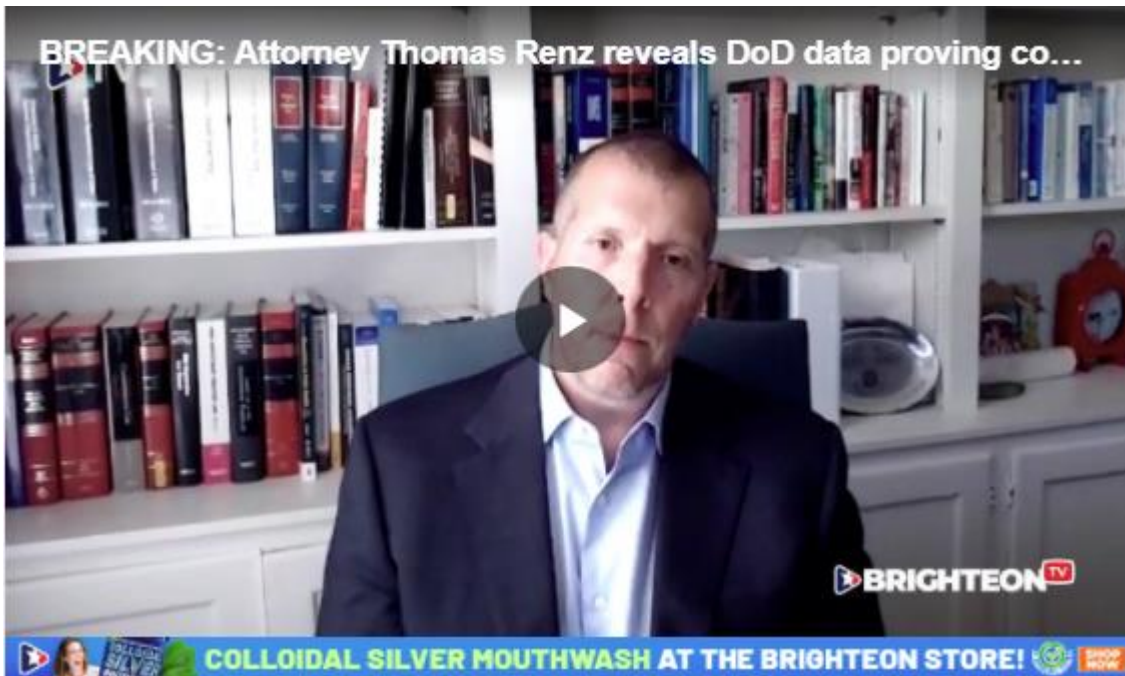 BREAKING: Attorney Thomas Renz reveals DoD data proving co...
BRIGHTEON TV
COLLOIDAL SILVER MOUTHWASH AT THE BRIGHTEON STORE!
SHOP NOW